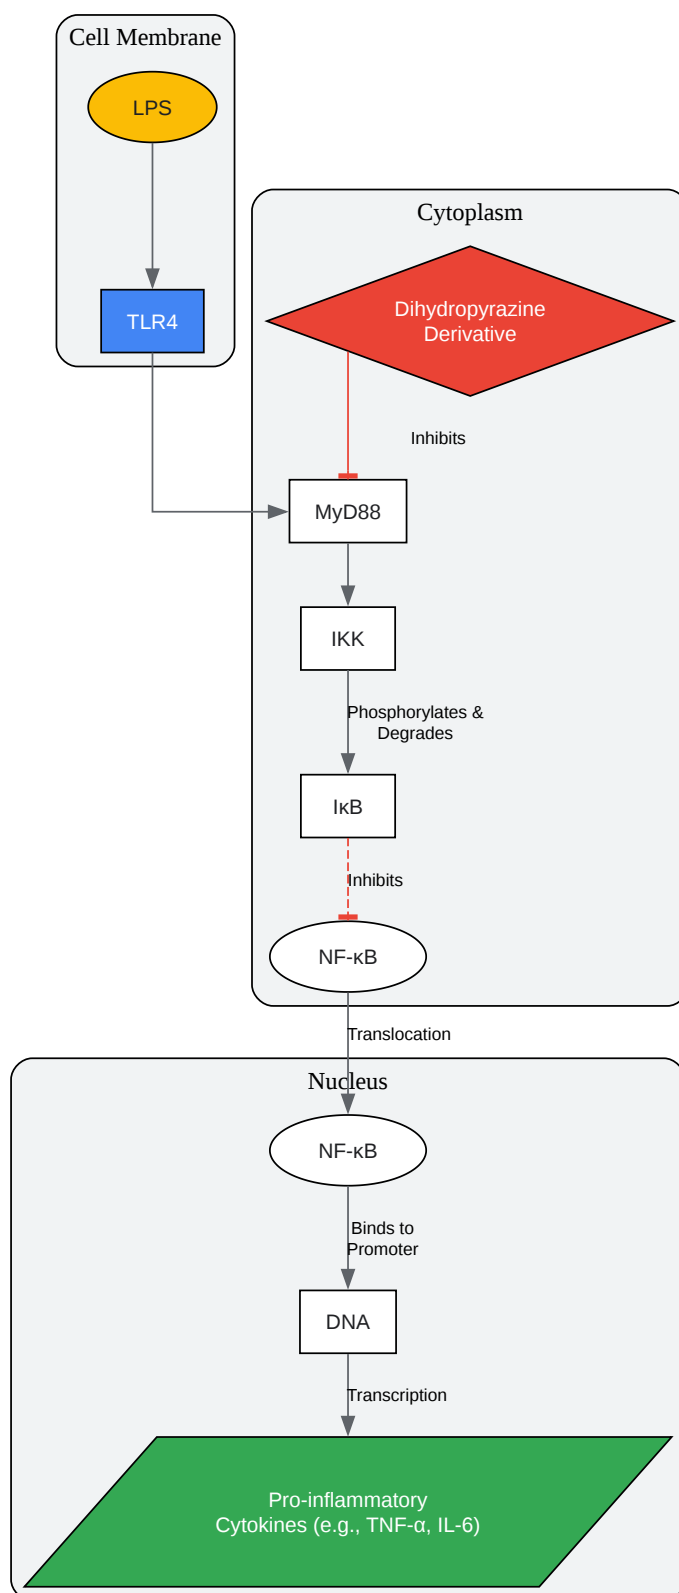 Cell Membrane
LPS
TLR4
Cytoplasm
Dihydropyrazine
Derivative
Inhibits
MyD88
IKK
Phosphorylates &
Degrades
IκB
Inhibits
NF-κB
Translocation
Nucleus
NF-κB
Binds to
Promoter
DNA
Transcription
Pro-inflammatory
Cytokines (e.g., TNF-α, IL-6)